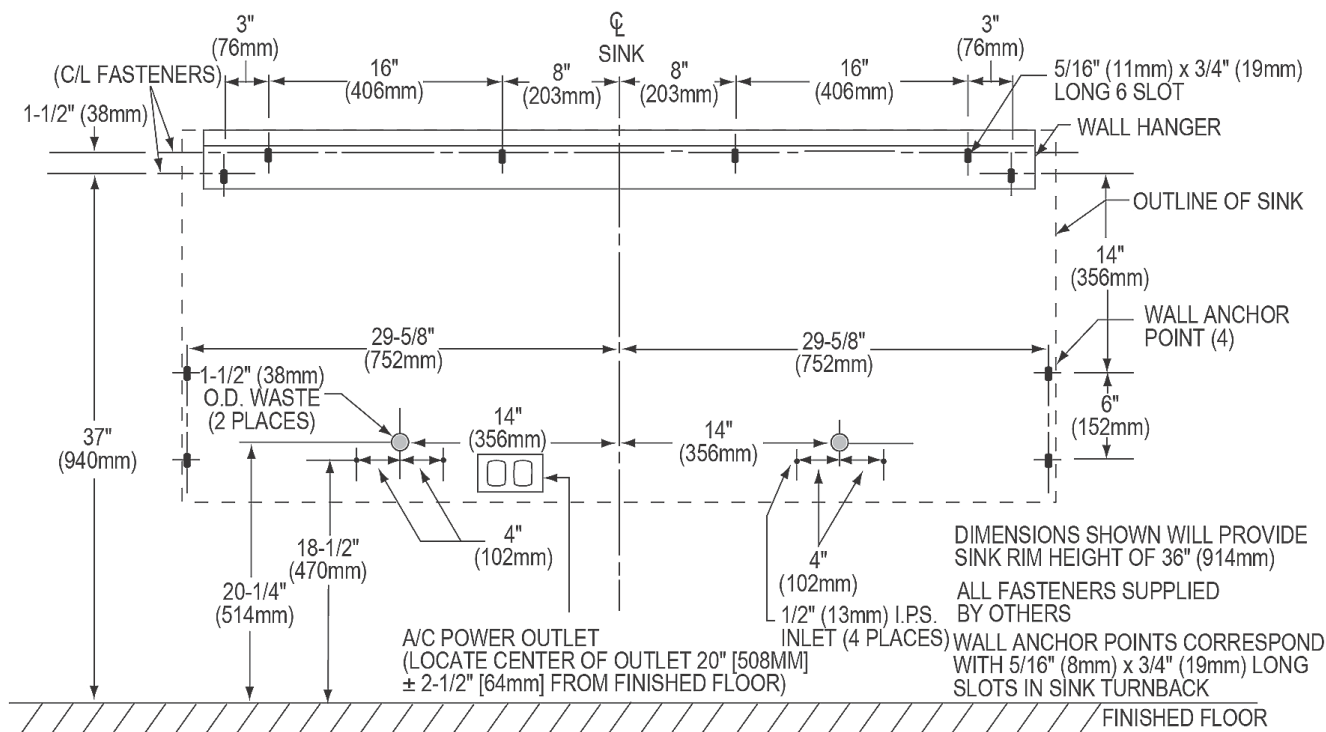 3"
(76mm)
℄
SINK
3"
(76mm)
(C/L FASTENERS)
16"
(406mm)
8"
(203mm)
8"
(203mm)
16"
(406mm)
5/16" (11mm) x 3/4" (19mm)
LONG 6 SLOT
1-1/2" (38mm)
WALL HANGER
OUTLINE OF SINK
14"
(356mm)
29-5/8"
(752mm)
29-5/8"
(752mm)
WALL ANCHOR
POINT (4)
1-1/2" (38mm)
O.D. WASTE
(2 PLACES)
14"
(356mm)
14"
(356mm)
6"
(152mm)
37"
(940mm)
18-1/2"
(470mm)
4"
(102mm)
4"
(102mm)
20-1/4"
(514mm)
DIMENSIONS SHOWN WILL PROVIDE
SINK RIM HEIGHT OF 36" (914mm)
ALL FASTENERS SUPPLIED
BY OTHERS
1/2" (13mm) I.P.S.
INLET (4 PLACES)
A/C POWER OUTLET
(LOCATE CENTER OF OUTLET 20" [508MM]
± 2-1/2" [64mm] FROM FINISHED FLOOR)
WALL ANCHOR POINTS CORRESPOND
WITH 5/16" (8mm) x 3/4" (19mm) LONG
SLOTS IN SINK TURNBACK
FINISHED FLOOR